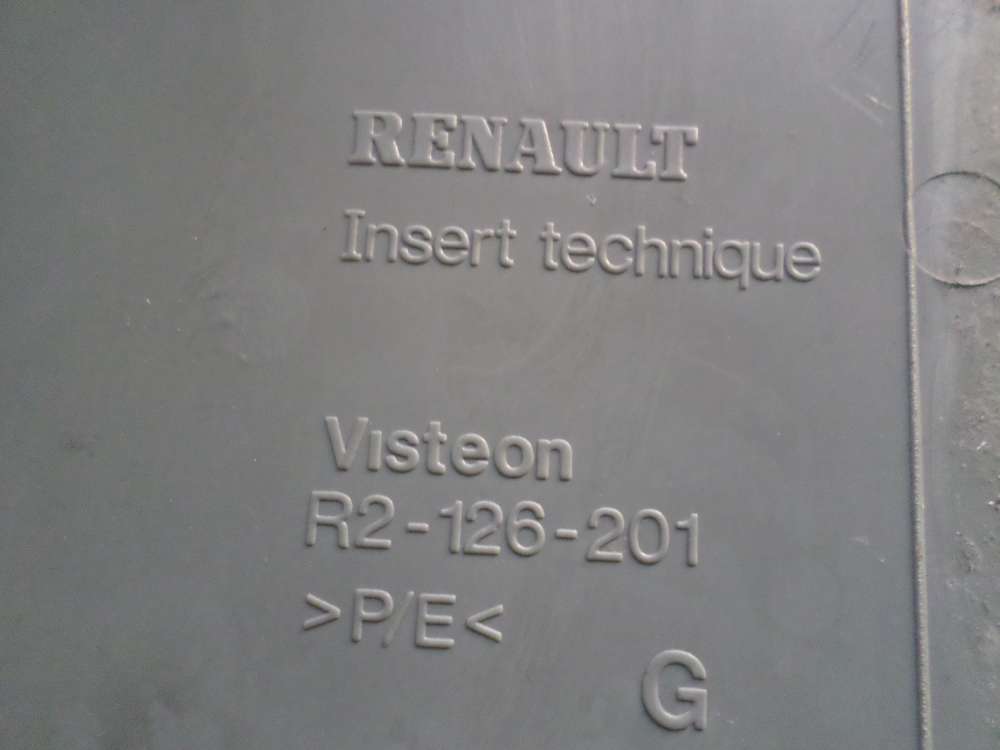 RENAULT
Insert technique
Visteon
R2-126-201
>P/E<
G